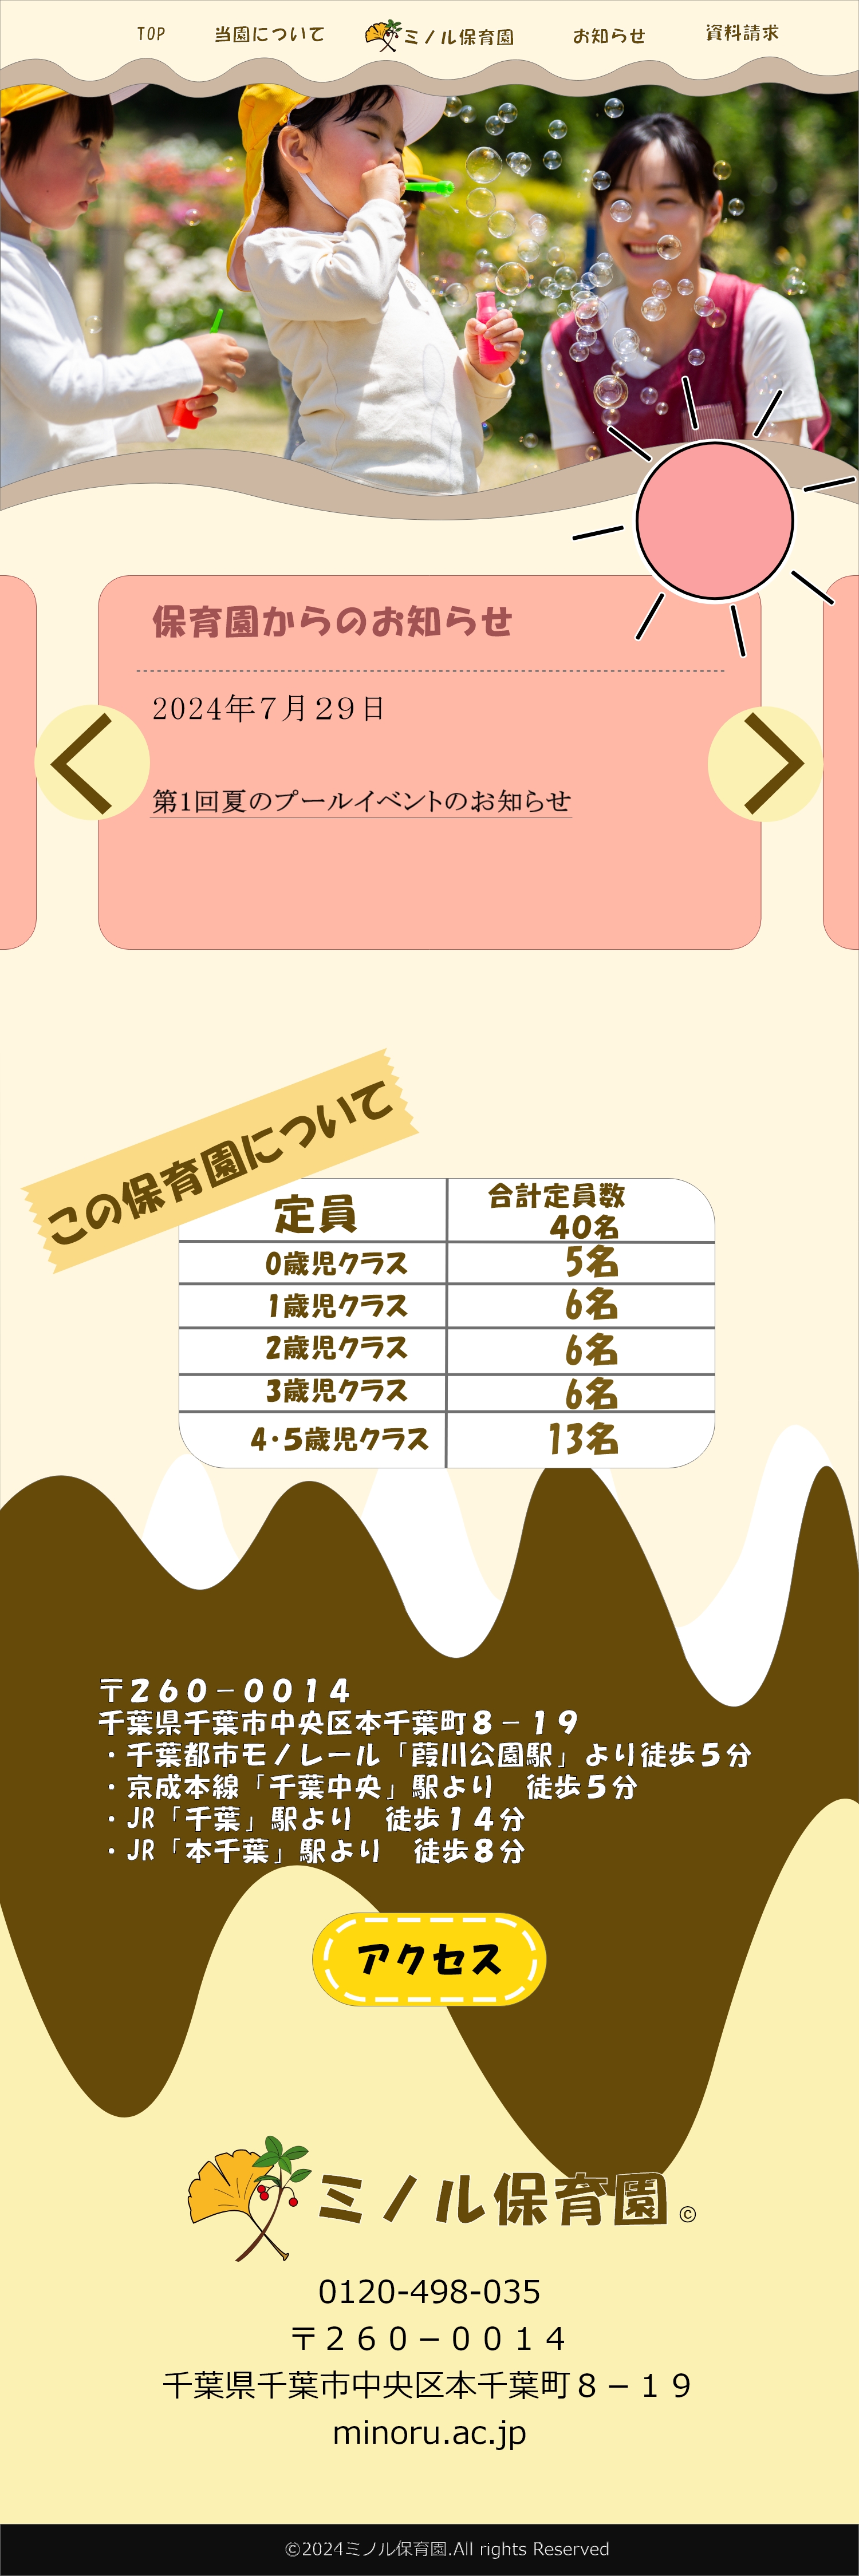 TOP 当園について ミノル保育園 お知らせ 資料請求
保育園からのお知らせ
2024年７月２９日
第1回夏のプールイベントのお知らせ
この保育園について
定員 合計定員数
40名
0歳児クラス 5名
1歳児クラス 6名
2歳児クラス 6名
3歳児クラス 6名
4・5歳児クラス 13名
〒２６０－００１４
千葉県千葉市中央区本千葉町８－１９
・千葉都市モノレール「葭川公園駅」より徒歩５分
・京成本線「千葉中央」駅より　徒歩５分
・JR「千葉」駅より　徒歩１４分
・JR「本千葉」駅より　徒歩８分
アクセス
ミノル保育園 ©
0120-498-035
〒２６０－００１４
千葉県千葉市中央区本千葉町８－１９
minoru.ac.jp
©2024ミノル保育園.All rights Reserved